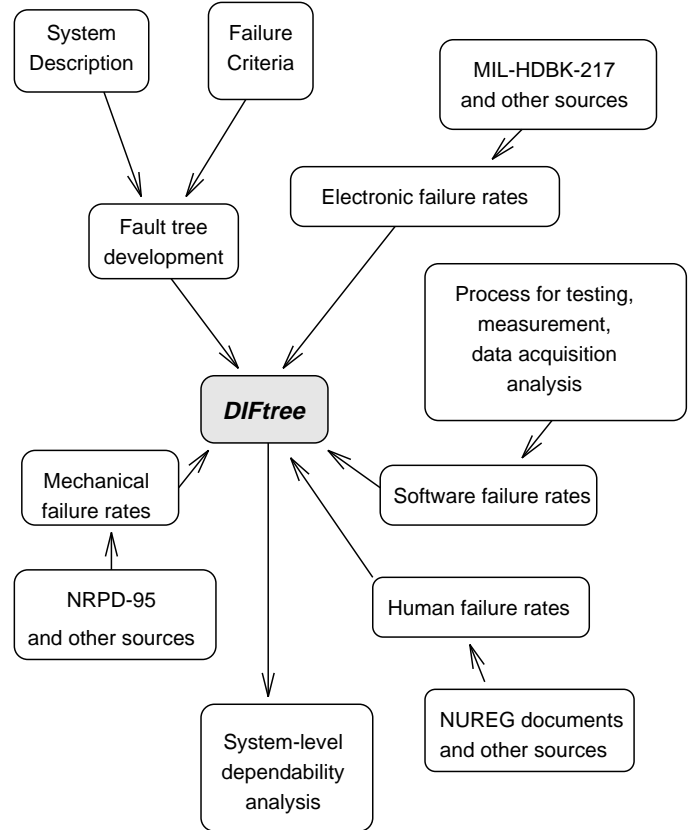 System
Description
Failure
Criteria
MIL-HDBK-217
and other sources
Electronic failure rates
Fault tree
development
Process for testing,
measurement,
data acquisition
analysis
DIFtree
Mechanical
failure rates
Software failure rates
NRPD-95
and other sources
Human failure rates
NUREG documents
and other sources
System-level
dependability
analysis